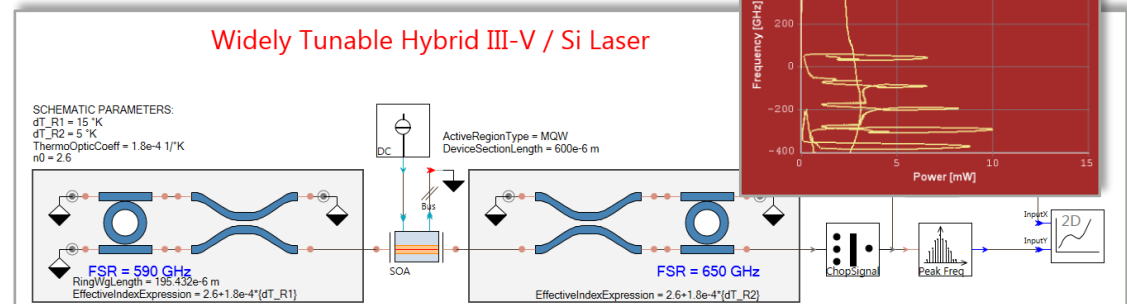 Widely Tunable Hybrid III-V / Si Laser
Frequency [GHz]
200
0
-200
-400
0
5
10
15
Power [mW]
SCHEMATIC PARAMETERS:
dT_R1 = 15 °K
dT_R2 = 5 °K
ThermoOpticCoeff = 1.8e-4 1/°K
n0 = 2.6
DC
ActiveRegionType = MQW
DeviceSectionLength = 600e-6 m
Bus
SOA
FSR = 590 GHz
RingWgLength = 195.432e-6 m
EffectiveIndexExpression = 2.6+1.8e-4*{dT_R1}
FSR = 650 GHz
EffectiveIndexExpression = 2.6+1.8e-4*{dT_R2}
ChopSignal
Peak Freq
InputX
InputY
2D